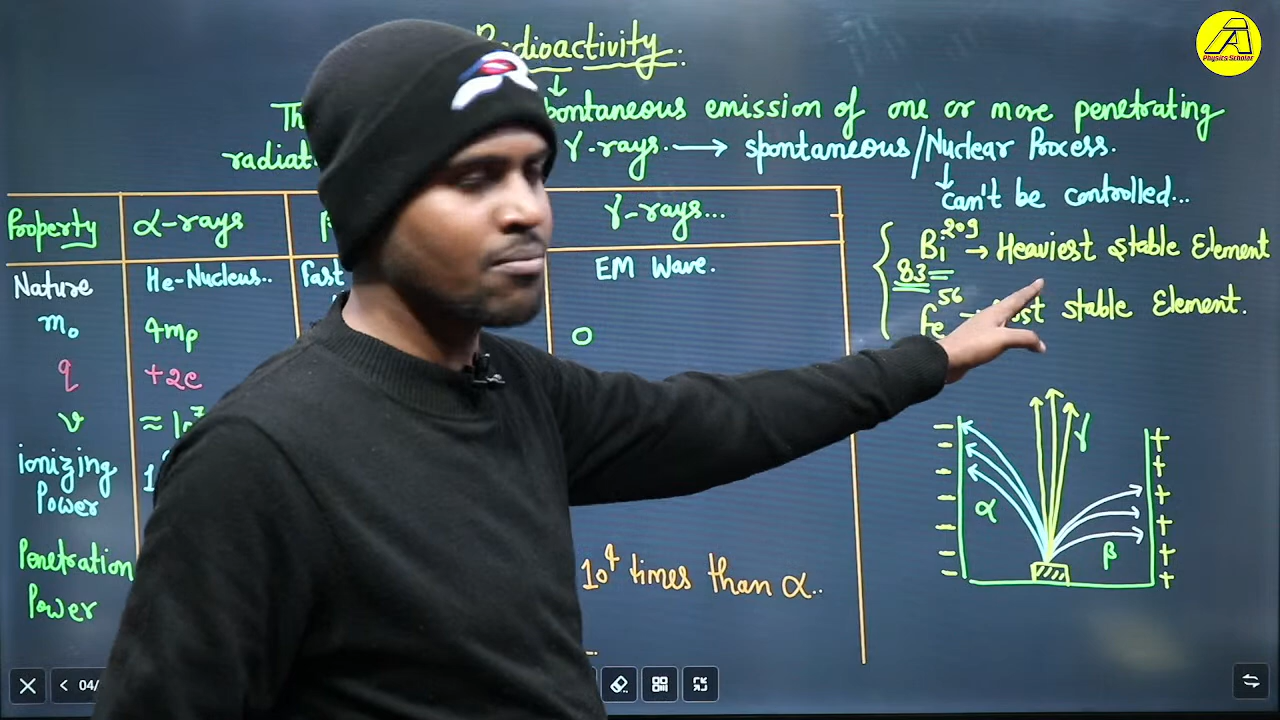 Radioactivity.
spontaneous emission of one or more penetrating
γ-rays. → spontaneous/Nuclear Process.
can't be controlled...
Property α-rays γ-rays...
Nature He-Nucleus.. Fast EM Wave.
m₀ 4mp 0
q +2e
v
ionizing
Power
Penetration 10⁴ times than α..
Power
Bi²⁰⁹ → Heaviest stable Element
83
Fe⁵⁶ → stable Element.
γ
α
β
− − − − − −
+ + + + + +
Physics Scholar
04/